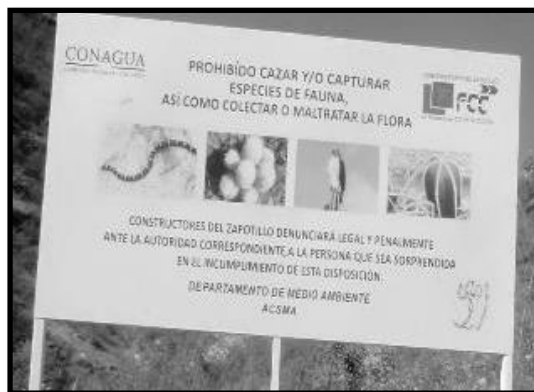 CONAGUA
PROHIBÍDO CAZAR Y/O CAPTURAR
ESPECIES DE FAUNA,
ASÍ COMO COLECTAR O MALTRATAR LA FLORA
FCC
CONSTRUCTORES DEL ZAPOTILLO DENUNCIARÁ LEGAL Y PENALMENTE
ANTE LA AUTORIDAD CORRESPONDIENTE A LA PERSONA QUE SEA SORPRENDIDA
EN EL INCUMPLIMIENTO DE ESTA DISPOSICIÓN.
DEPARTAMENTO DE MEDIO AMBIENTE
ACSMA